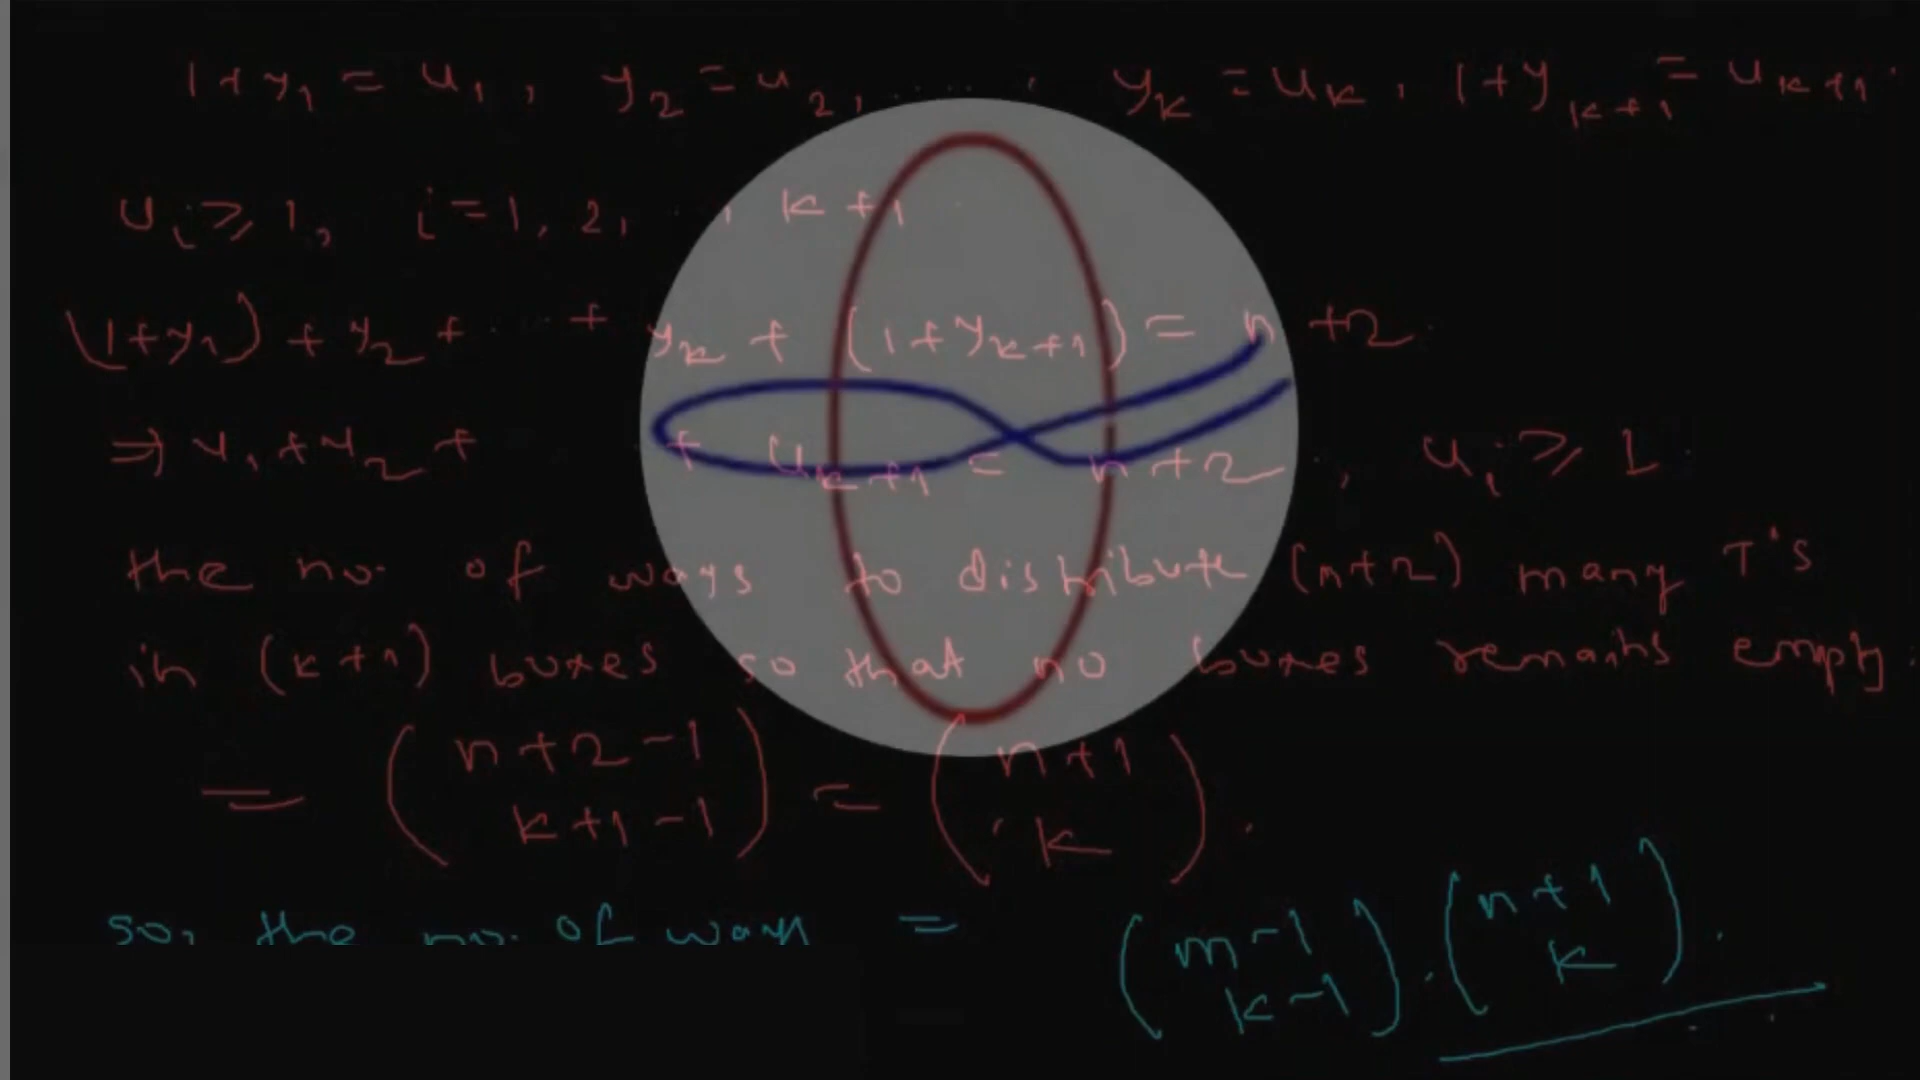 1+y₁ = u₁, y₂ = u₂, ....., yₖ = uₖ, 1+yₖ₊₁ = uₖ₊₁.
uᵢ ⩾ 1, i = 1, 2, ..., k+1.
(1+y₁) + y₂ + ... + yₖ + (1+yₖ₊₁) = n+2.
⇒ u₁+u₂+ + uₖ₊₁ = n+2, uᵢ ⩾ 1.
the no. of ways to distribute (n+2) many T's
in (k+1) boxes so that no boxes remains empty.
= (n+2-1 / k+1-1) = (n+1 / k).
so, the no. of ways = (m-1 / k-1) . (n+1 / k).